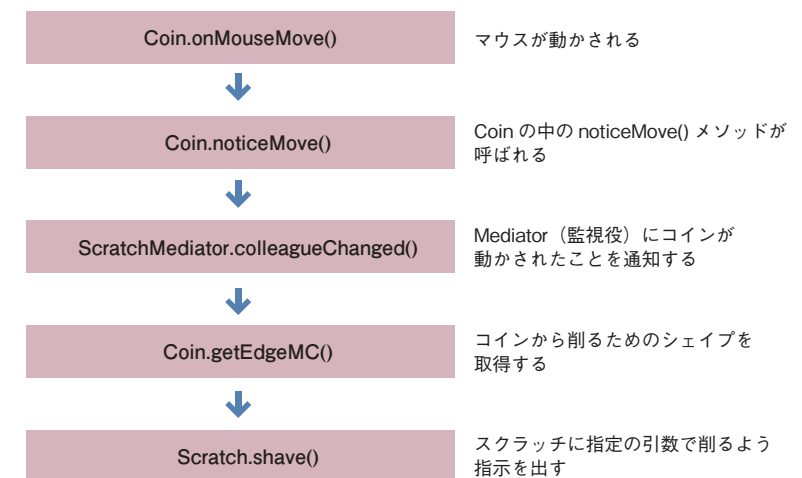 Coin.onMouseMove()
マウスが動かされる
Coin.noticeMove()
Coin の中の noticeMove() メソッドが
呼ばれる
ScratchMediator.colleagueChanged()
Mediator（監視役）にコインが
動かされたことを通知する
Coin.getEdgeMC()
コインから削るためのシェイプを
取得する
Scratch.shave()
スクラッチに指定の引数で削るよう
指示を出す